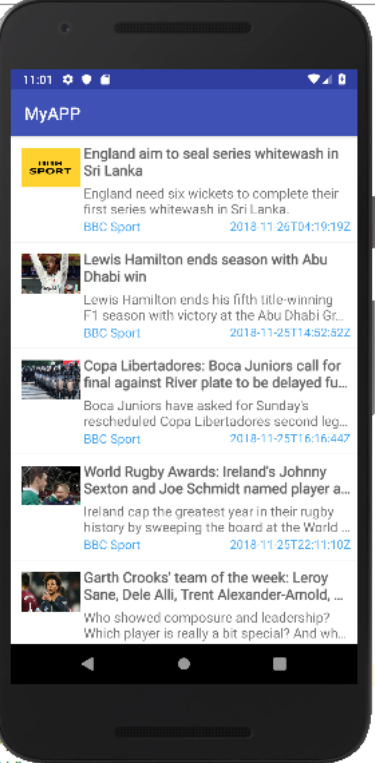 11:01
MyAPP
BBC
SPORT
England aim to seal series whitewash in
Sri Lanka
England need six wickets to complete their
first series whitewash in Sri Lanka.
BBC Sport 2018-11-26T04:19:19Z
Lewis Hamilton ends season with Abu
Dhabi win
Lewis Hamilton ends his fifth title-winning
F1 season with victory at the Abu Dhabi Gr...
BBC Sport 2018-11-25T14:52:52Z
Copa Libertadores: Boca Juniors call for
final against River plate to be delayed fu...
Boca Juniors have asked for Sunday's
rescheduled Copa Libertadores second leg...
BBC Sport 2018-11-25T16:16:44Z
World Rugby Awards: Ireland's Johnny
Sexton and Joe Schmidt named player a...
Ireland cap the greatest year in their rugby
history by sweeping the board at the World ...
BBC Sport 2018-11-25T22:11:10Z
Garth Crooks' team of the week: Leroy
Sane, Dele Alli, Trent Alexander-Arnold, ...
Who showed composure and leadership?
Which player is really a bit special? And wh...